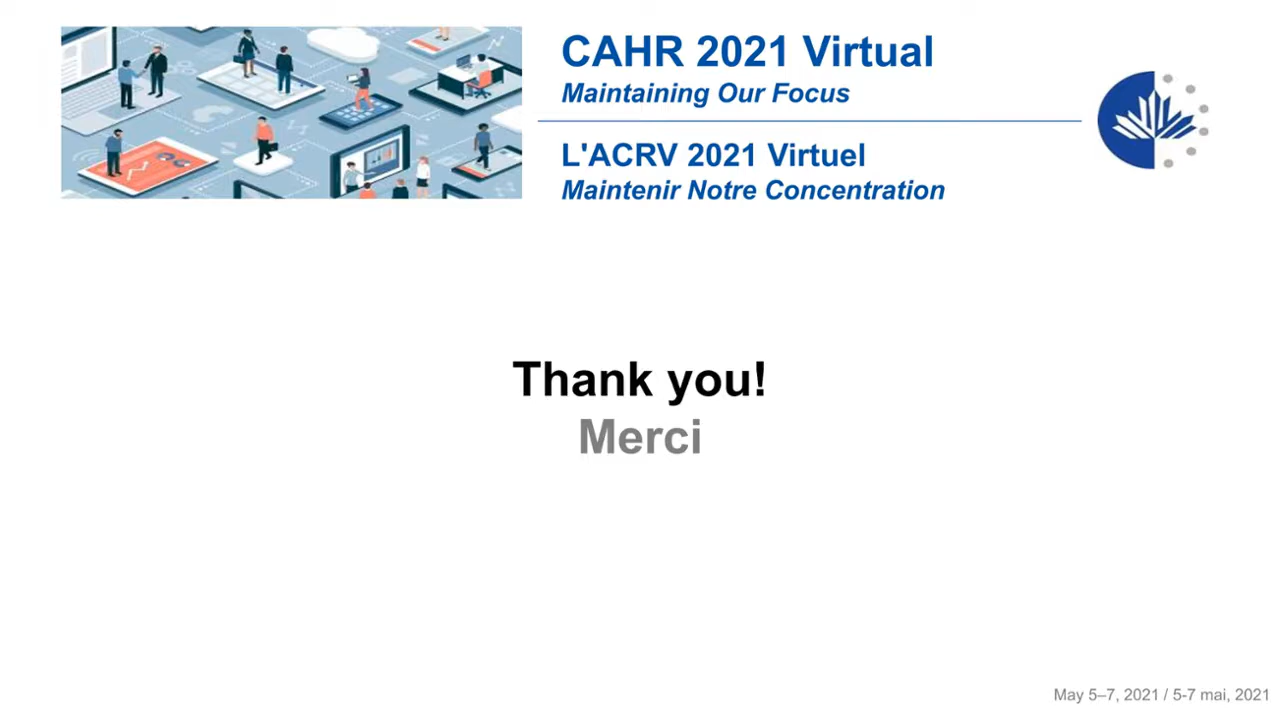 CAHR 2021 Virtual
Maintaining Our Focus
L'ACRV 2021 Virtuel
Maintenir Notre Concentration
Thank you!
Merci
May 5–7, 2021 / 5-7 mai, 2021